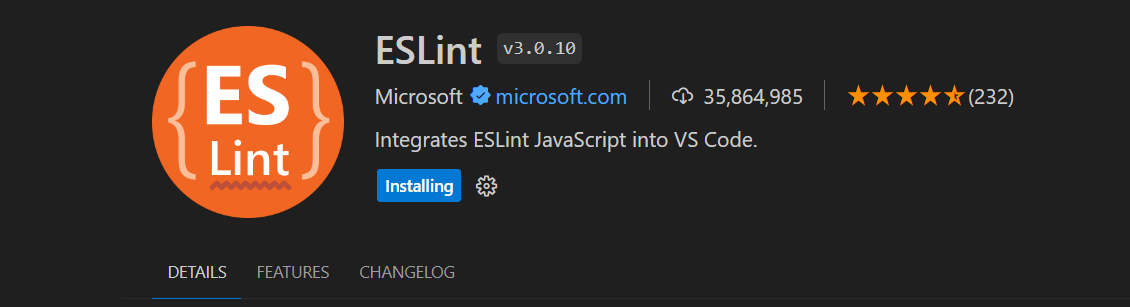 ES
Lint
ESLint v3.0.10
Microsoft microsoft.com 35,864,985 (232)
Integrates ESLint JavaScript into VS Code.
Installing
DETAILS FEATURES CHANGELOG